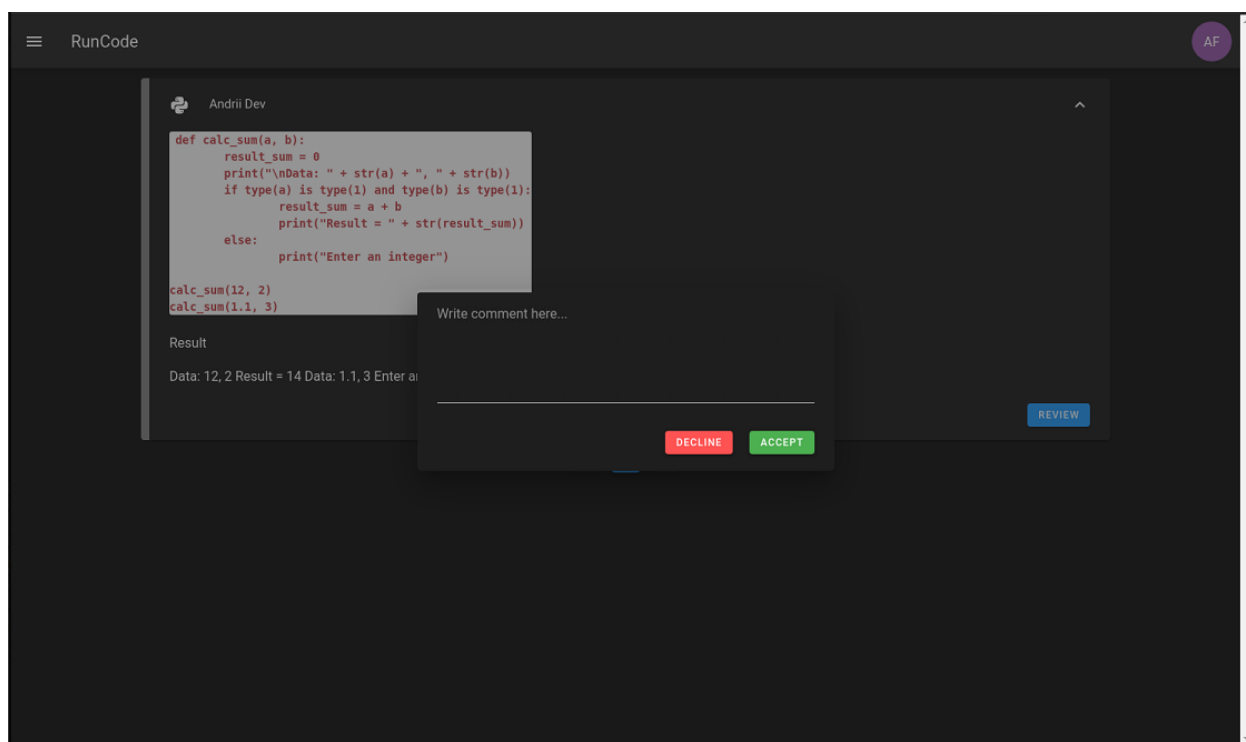 RunCode
AF
Andrii Dev
def calc_sum(a, b):
result_sum = 0
print("\nData: " + str(a) + ", " + str(b))
if type(a) is type(1) and type(b) is type(1):
result_sum = a + b
print("Result = " + str(result_sum))
else:
print("Enter an integer")
calc_sum(12, 2)
calc_sum(1.1, 3)
Result
Data: 12, 2 Result = 14 Data: 1.1, 3 Enter
Write comment here...
DECLINE
ACCEPT
REVIEW